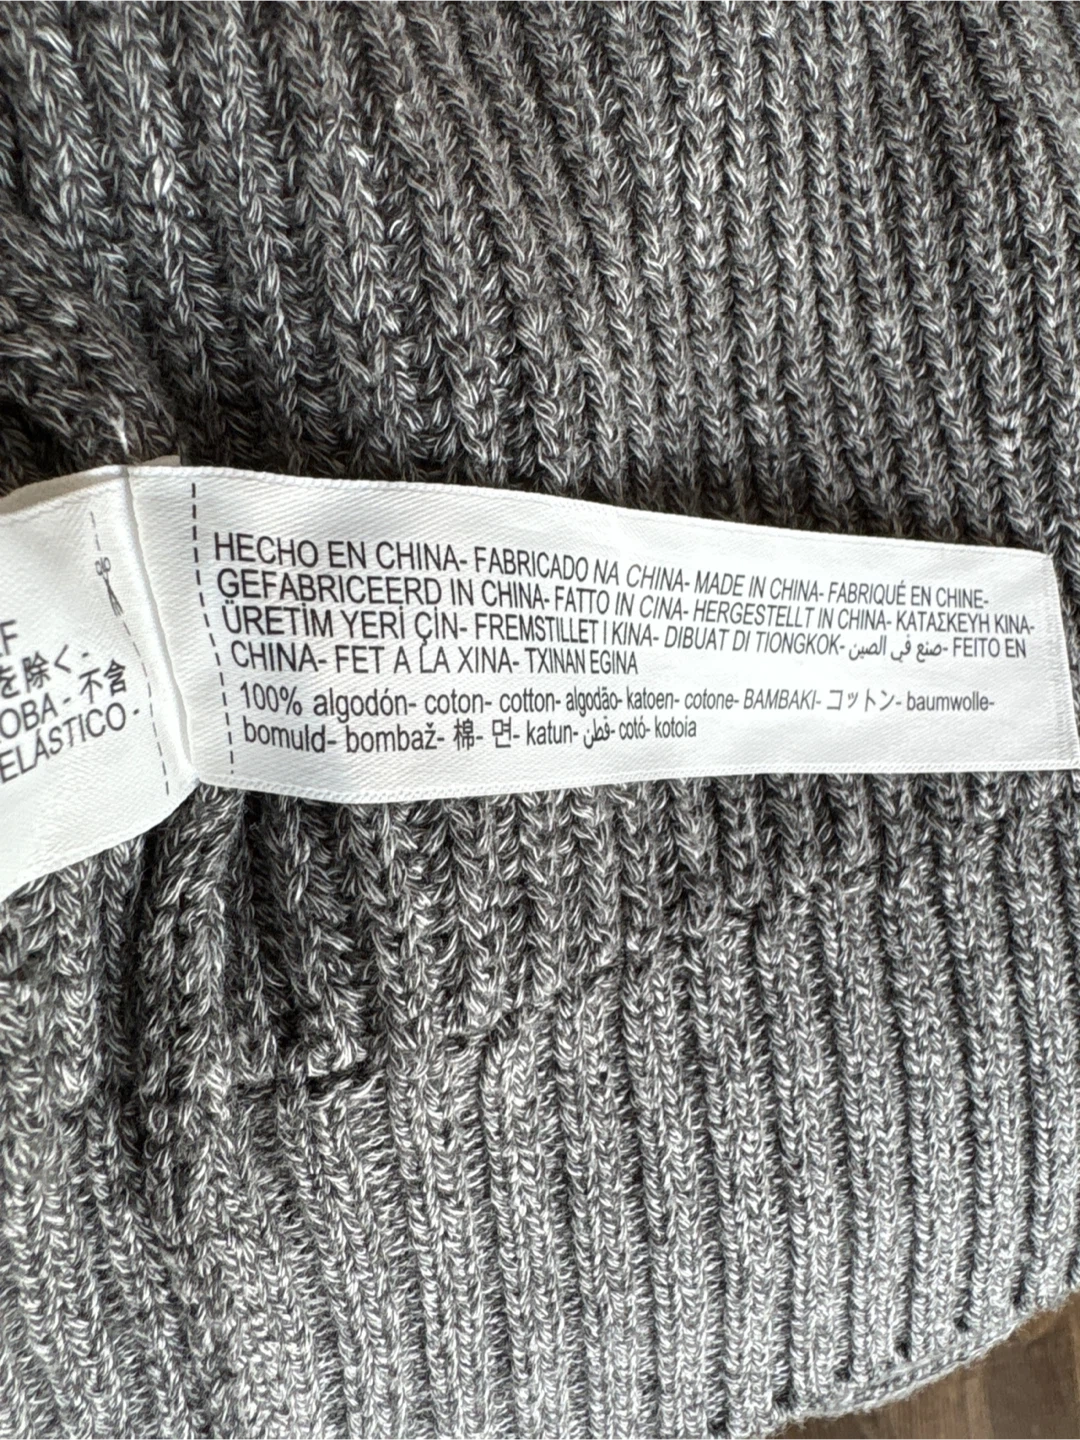 F
を除く-
OBA - 不含
ELÁSTICO -
HECHO EN CHINA- FABRICADO NA CHINA- MADE IN CHINA- FABRIQUÉ EN CHINE-
GEFABRICEERD IN CHINA- FATTO IN CINA- HERGESTELLT IN CHINA- ΚΑΤΑΣΚΕΥΗ ΚΙΝΑ-
ÜRETİM YERİ ÇİN- FREMSTILLET I KINA- DIBUAT DI TIONGKOK- صنع في الصين- FEITO EN
CHINA- FET A LA XINA- TXINAN EGINA
100% algodón- coton- cotton- algodão- katoen- cotone- BAMBAKI- コットン- baumwolle-
bomuld- bombaž- 棉- 면- katun- قطن- cotó- kotoia